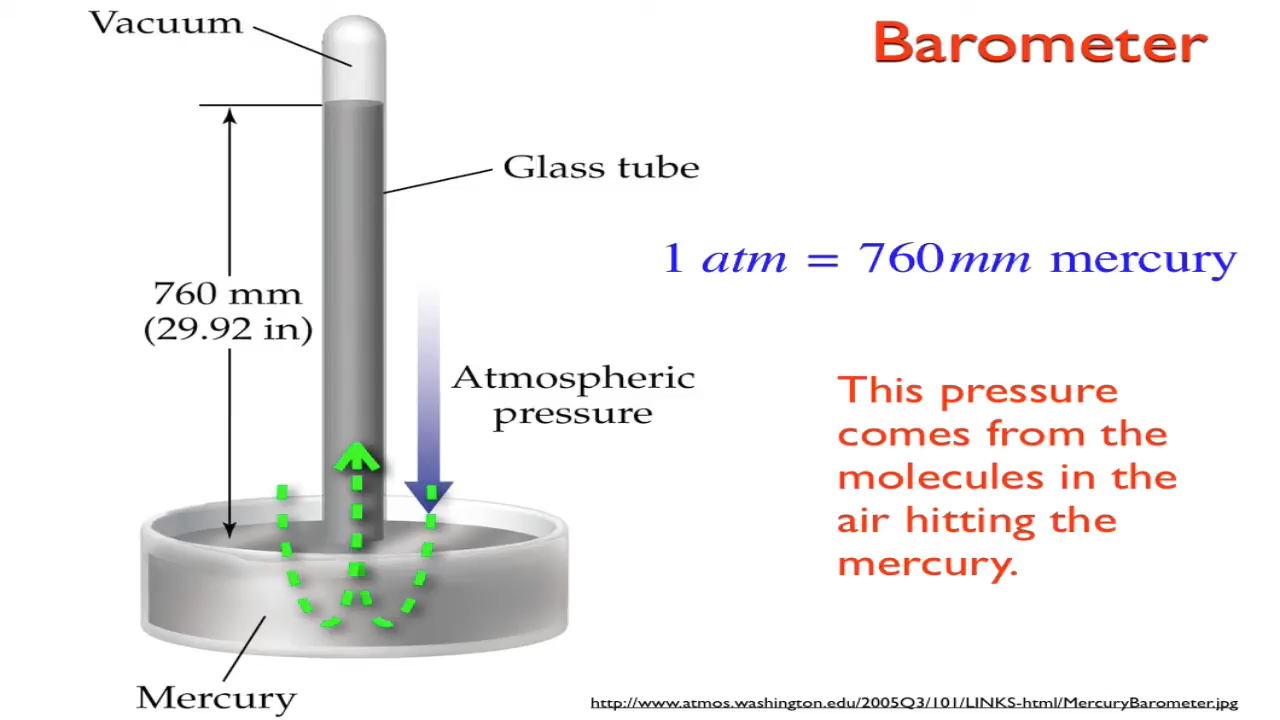 Vacuum
Barometer
Glass tube
1 atm = 760 mm mercury
760 mm
(29.92 in)
Atmospheric
pressure
This pressure
comes from the
molecules in the
air hitting the
mercury.
Mercury
http://www.atmos.washington.edu/2005Q3/101/LINKS-html/MercuryBarometer.jpg